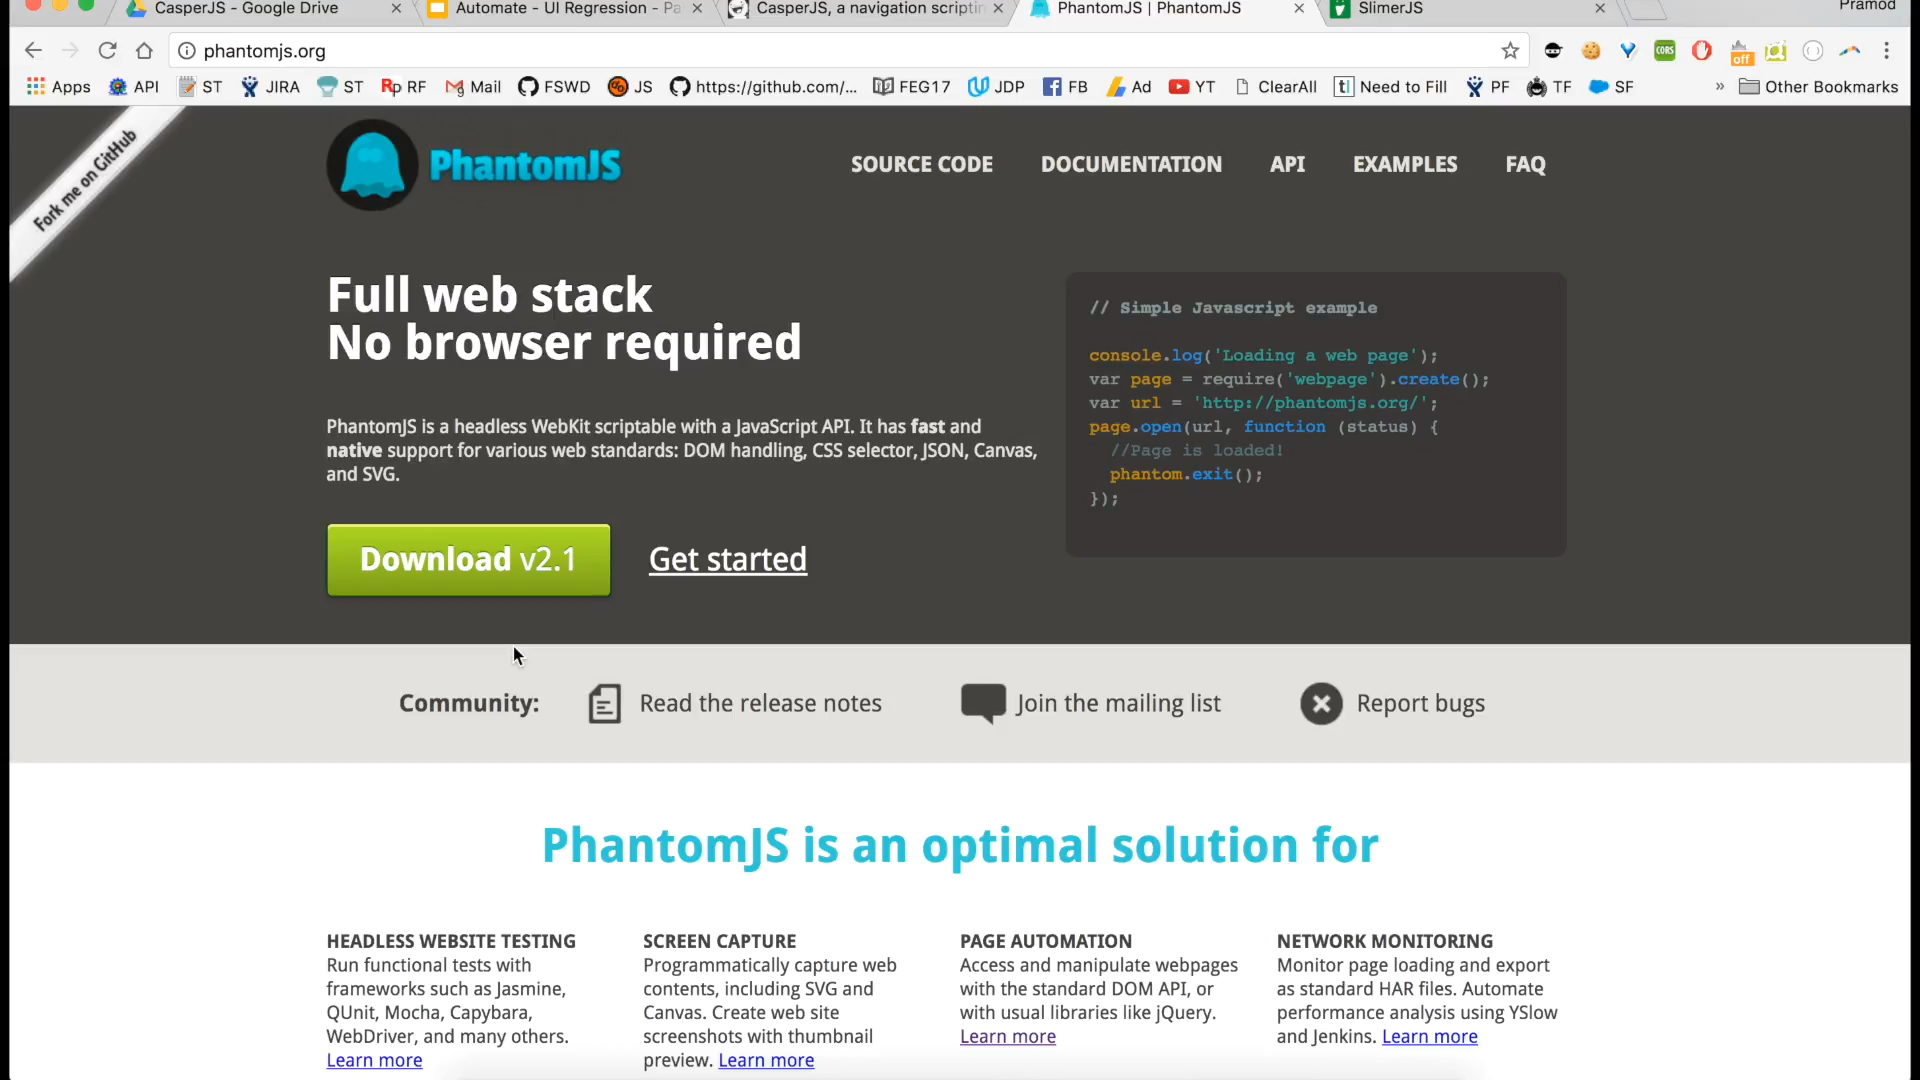 CasperJS - Google Drive
Automate - UI Regression - Pa
CasperJS, a navigation scriptin
PhantomJS | PhantomJS
SlimerJS
Pramod
phantomjs.org
CORS
off
Apps
API
ST
JIRA
ST
Rp RF
Mail
FSWD
JS
https://github.com/...
FEG17
JDP
FB
Ad
YT
ClearAll
Need to Fill
PF
TF
SF
» Other Bookmarks
Fork me on GitHub
PhantomJS
SOURCE CODE
DOCUMENTATION
API
EXAMPLES
FAQ
Full web stack
No browser required
PhantomJS is a headless WebKit scriptable with a JavaScript API. It has fast and
native support for various web standards: DOM handling, CSS selector, JSON, Canvas,
and SVG.
Download v2.1
Get started
// Simple Javascript example
console.log('Loading a web page');
var page = require('webpage').create();
var url = 'http://phantomjs.org/';
page.open(url, function (status) {
//Page is loaded!
phantom.exit();
});
Community:
Read the release notes
Join the mailing list
Report bugs
PhantomJS is an optimal solution for
HEADLESS WEBSITE TESTING
Run functional tests with
frameworks such as Jasmine,
QUnit, Mocha, Capybara,
WebDriver, and many others.
Learn more
SCREEN CAPTURE
Programmatically capture web
contents, including SVG and
Canvas. Create web site
screenshots with thumbnail
preview. Learn more
PAGE AUTOMATION
Access and manipulate webpages
with the standard DOM API, or
with usual libraries like jQuery.
Learn more
NETWORK MONITORING
Monitor page loading and export
as standard HAR files. Automate
performance analysis using YSlow
and Jenkins. Learn more